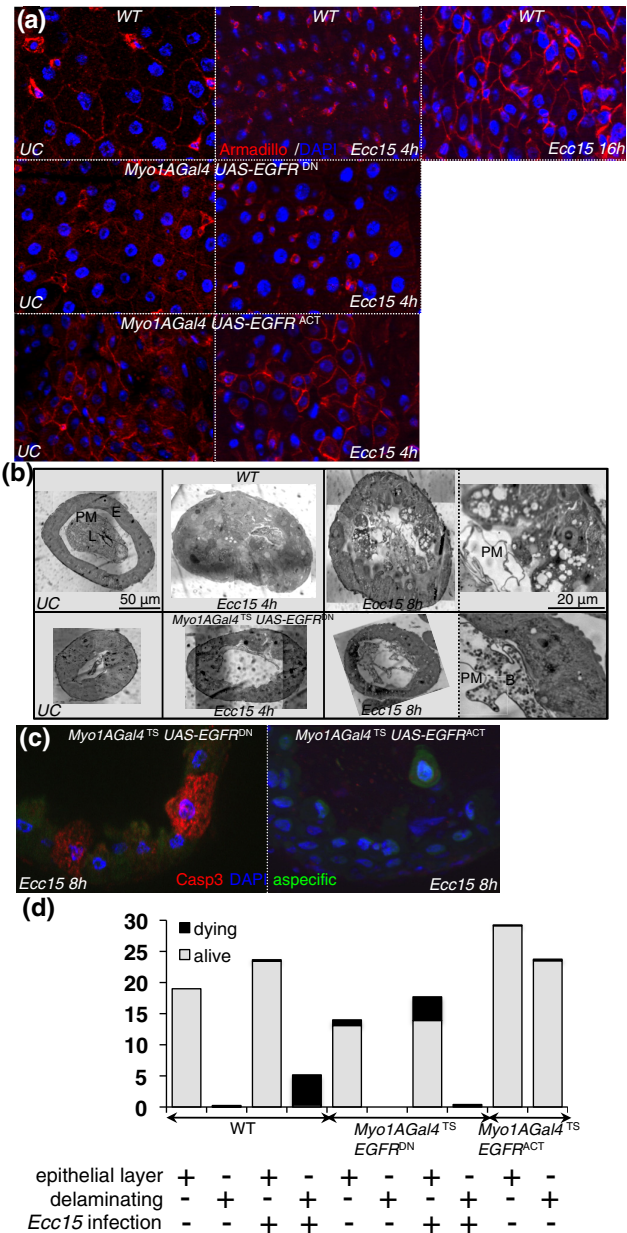 (a)
WT
WT
WT
UC
Armadillo /DAPI
Ecc15 4h
Ecc15 16h
Myo1AGal4 UAS-EGFR DN
UC
Ecc15 4h
Myo1AGal4 UAS-EGFR ACT
UC
Ecc15 4h
(b)
WT
PM
E
L
PM
UC
50 µm
Ecc15 4h
Ecc15 8h
20 µm
Myo1AGal4 TS UAS-EGFR DN
PM
B
UC
Ecc15 4h
Ecc15 8h
(c)
Myo1AGal4 TS UAS-EGFR DN
Myo1AGal4 TS UAS-EGFR ACT
Ecc15 8h
Casp3 DAPI aspecific
Ecc15 8h
(d)
30
25
20
15
10
5
0
dying
alive
WT
Myo1AGal4 TS
EGFR DN
Myo1AGal4 TS
EGFR ACT
epithelial layer + - + - + - + - + -
delaminating - + - + - + - + - +
Ecc15 infection - - + + - - + + - -